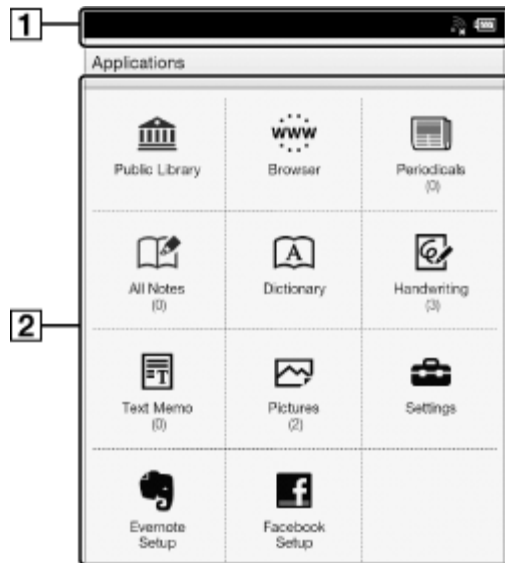 1
Applications
www
Public Library
Browser
Periodicals
(0)
A
All Notes
(0)
Dictionary
Handwriting
(3)
2
T
Text Memo
(0)
Pictures
(2)
Settings
f
Evernote
Setup
Facebook
Setup